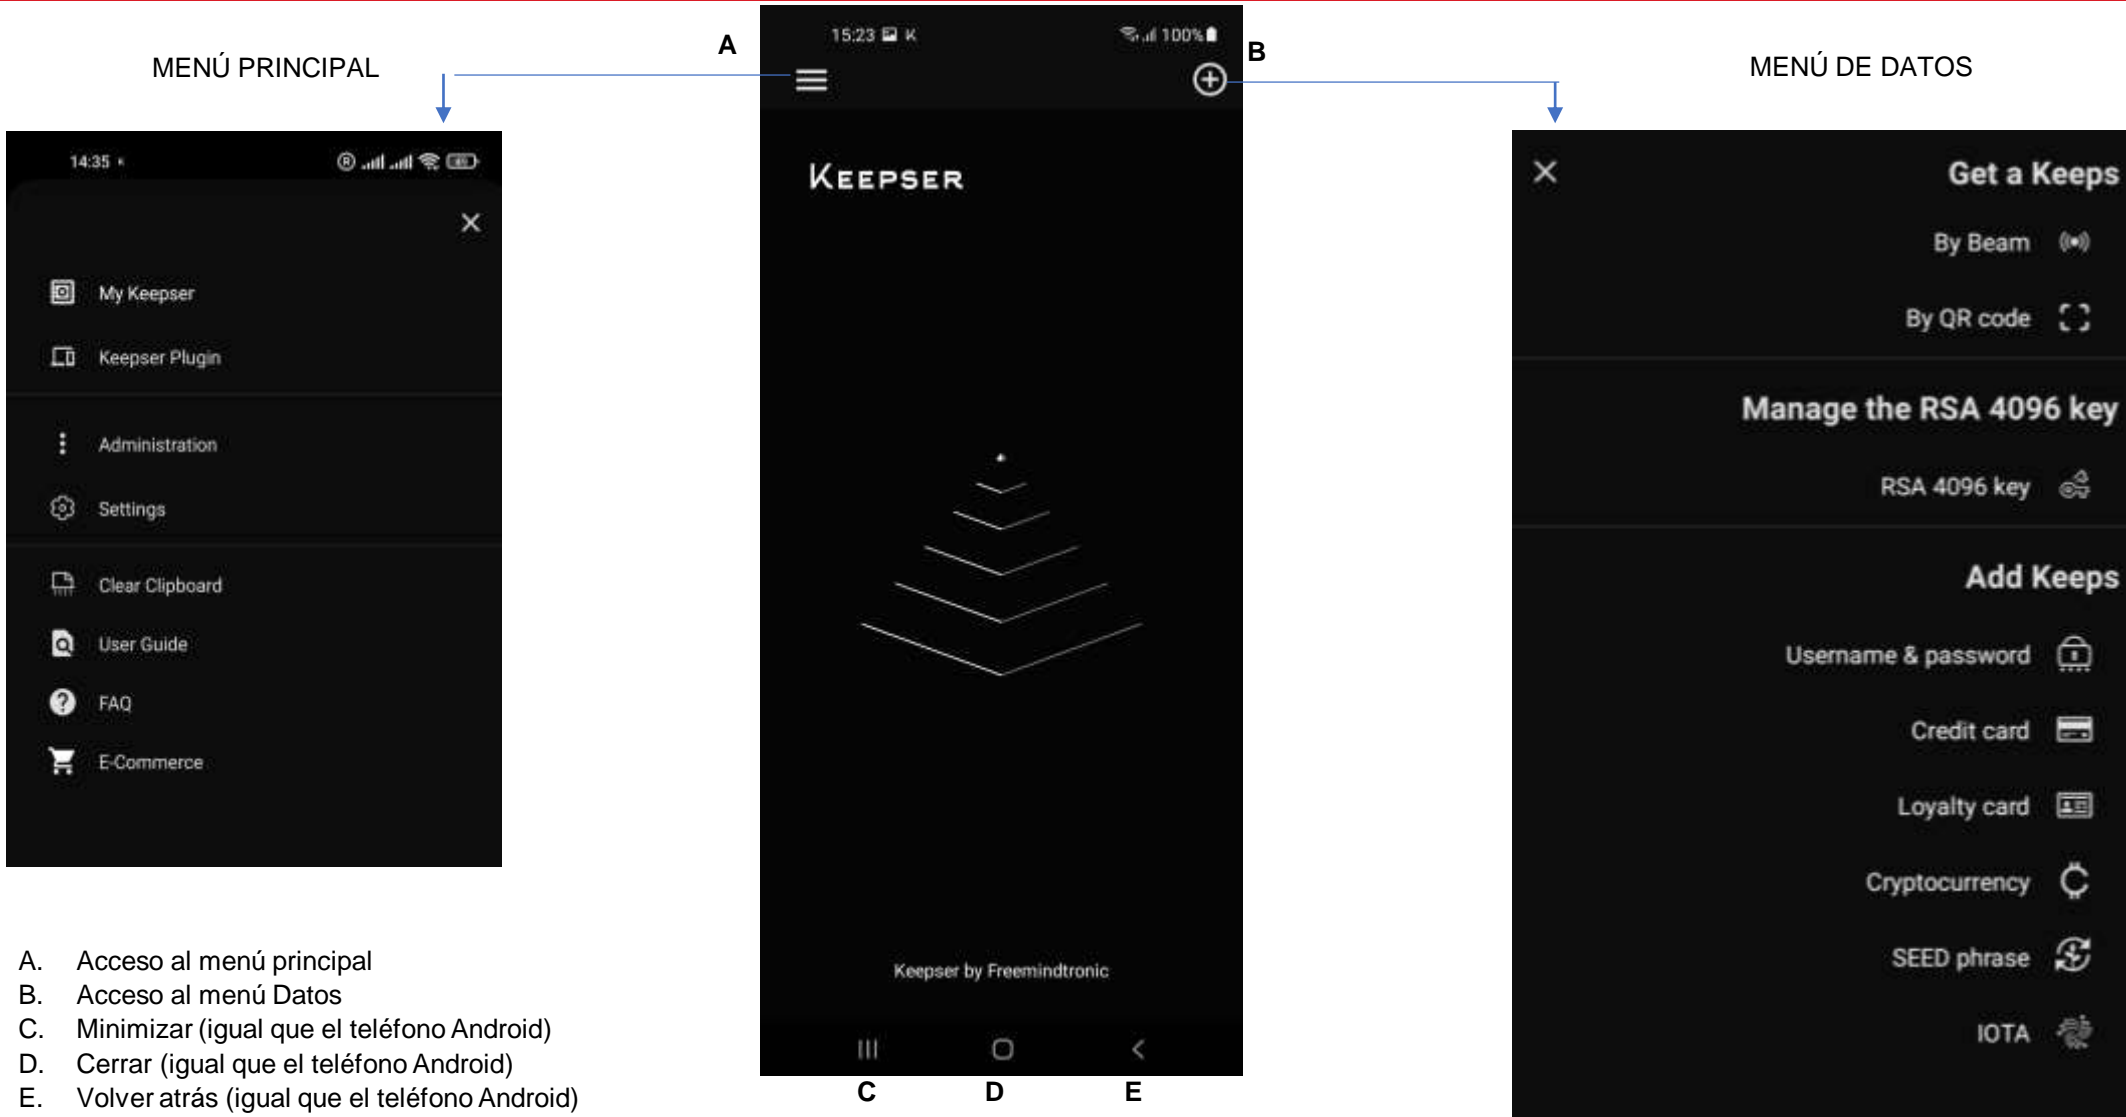 MENÚ PRINCIPAL
14:35
My Keepser
Keepser Plugin
Administration
Settings
Clear Clipboard
User Guide
FAQ
E-Commerce
A
15:23
100%
B
KEEPSER
Keepser by Freemindtronic
C
D
E
MENÚ DE DATOS
Get a Keeps
By Beam
By QR code
Manage the RSA 4096 key
RSA 4096 key
Add Keeps
Username & password
Credit card
Loyalty card
Cryptocurrency
SEED phrase
IOTA
A. Acceso al menú principal
B. Acceso al menú Datos
C. Minimizar (igual que el teléfono Android)
D. Cerrar (igual que el teléfono Android)
E. Volver atrás (igual que el teléfono Android)